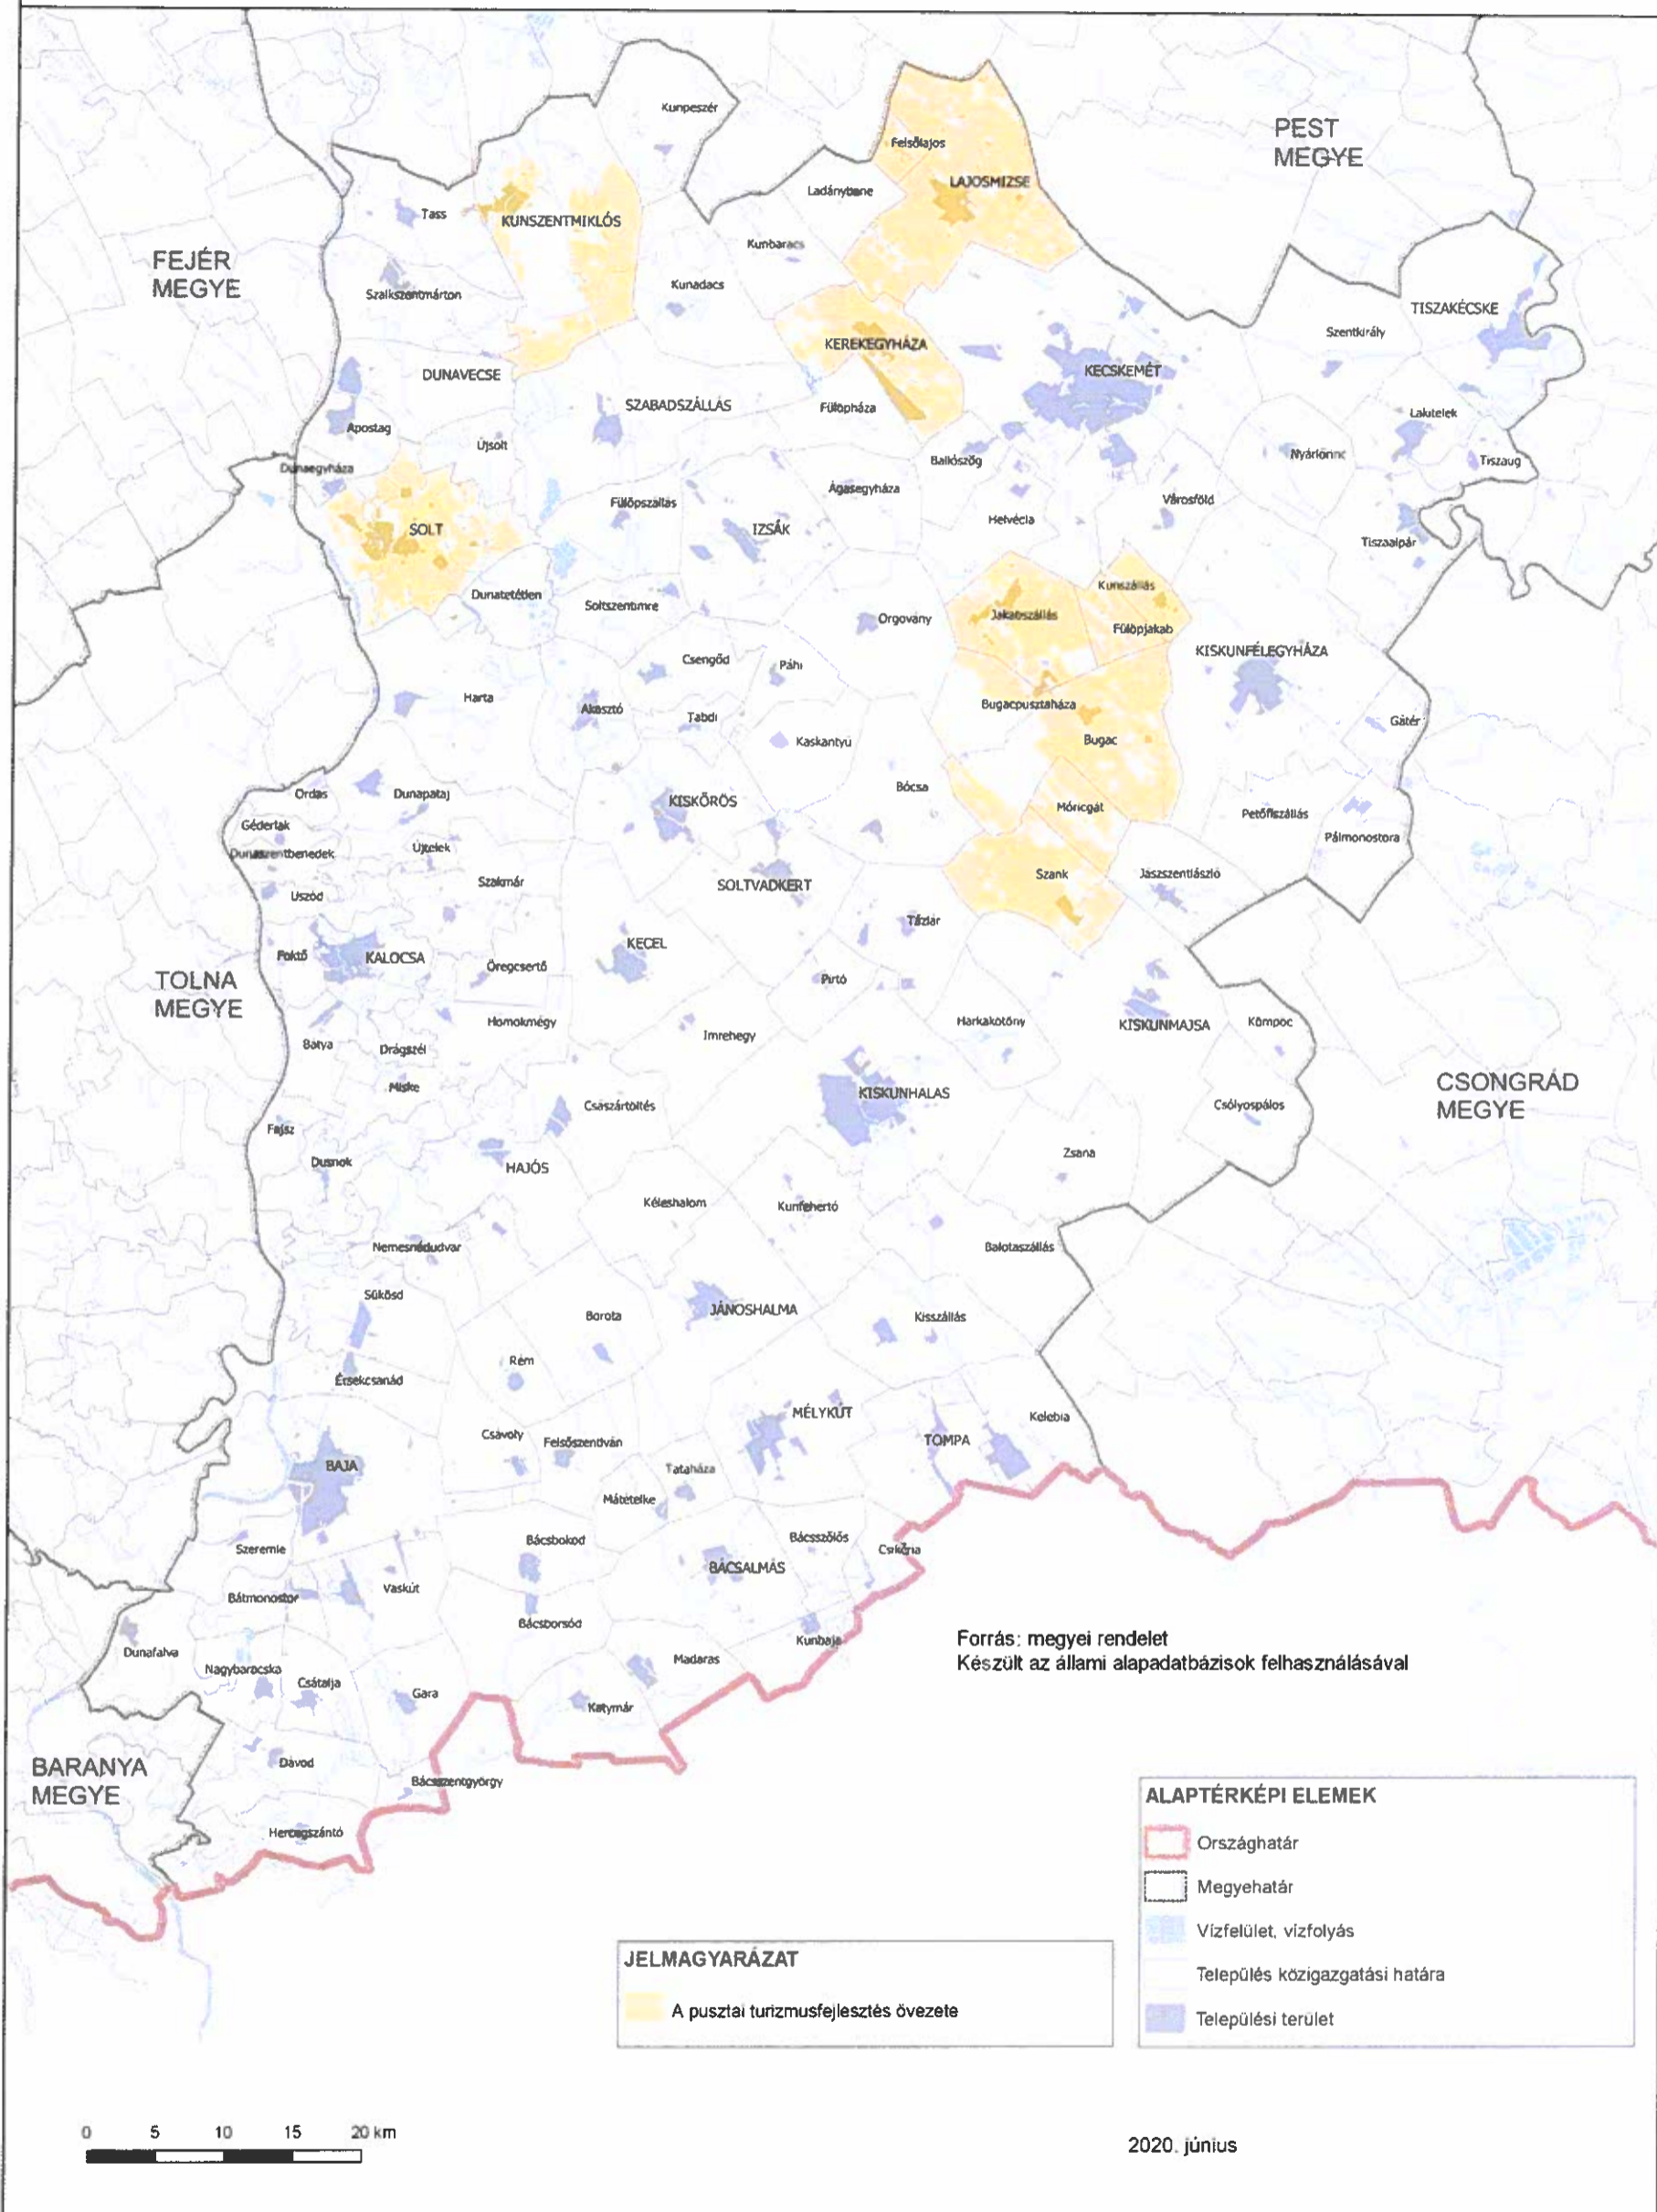 Kunpeszér
PEST
MEGYE
Felsőlajos
LAJOSMIZSE
Ladánybene
Tass
KUNSZENTMIKLÓS
Kunbaracs
FEJÉR
MEGYE
Szalkszentmárton
Kunadacs
TISZAKÉCSKE
Szentkirály
KEREKEGYHÁZA
KECSKEMÉT
DUNAVECSE
SZABADSZÁLLÁS
Fülöpháza
Lakitelek
Apostag
Újsolt
Nyárlőrinc
Tiszaug
Ballószög
Dunaegyháza
Ágasegyháza
Városföld
Fülöpszállás
Helvécia
SOLT
IZSÁK
Tiszaalpár
Kunszállás
Dunatetétlen
Soltszentimre
Jakabszállás
Orgovány
Fülöpjakab
KISKUNFÉLEGYHÁZA
Csengőd
Páhi
Harta
Akasztó
Bugacpusztaháza
Tabdi
Gátér
Kaskantyú
Bugac
Bócsa
Ordas
Dunapataj
KISKŐRÖS
Móricgát
Petőfiszállás
Géderlak
Pálmonostora
Dunaszentbenedek
Újtelek
Szank
Jászszentlászló
Szakmár
SOLTVADKERT
Uszód
Tázlár
KECEL
Foktő
KALOCSA
Öregcsertő
TOLNA
MEGYE
Pirtó
Homokmégy
Harkakötöny
KISKUNMAJSA
Kömpöc
Imrehegy
Bátya
Drágszél
Miske
CSONGRÁD
MEGYE
KISKUNHALAS
Császártöltés
Csólyospálos
Fajsz
Zsana
Dusnok
HAJÓS
Kéleshalom
Kunfehértó
Nemesnádudvar
Balotaszállás
Sükösd
JÁNOSHALMA
Borota
Kisszállás
Rém
Érsekcsanád
MÉLYKÚT
Kelebia
Csávoly
Felsőszentiván
TOMPA
BAJA
Tataháza
Mátételke
Bácsbokod
Bácsszőlős
Szeremle
Csikéria
BÁCSALMÁS
Vaskút
Bátmonostor
Bácsborsód
Kunbaja
Dunafalva
Madaras
Nagybaracska
Csátalja
Gara
Katymár
Forrás: megyei rendelet
Készült az állami alapadatbázisok felhasználásával
BARANYA
MEGYE
Dávod
Bácsszentgyörgy
Hercegszántó
ALAPTÉRKÉPI ELEMEK
Országhatár
Megyehatár
Vízfelület, vízfolyás
Település közigazgatási határa
Települési terület
JELMAGYARÁZAT
A pusztai turizmusfejlesztés övezete
0 5 10 15 20 km
2020. június